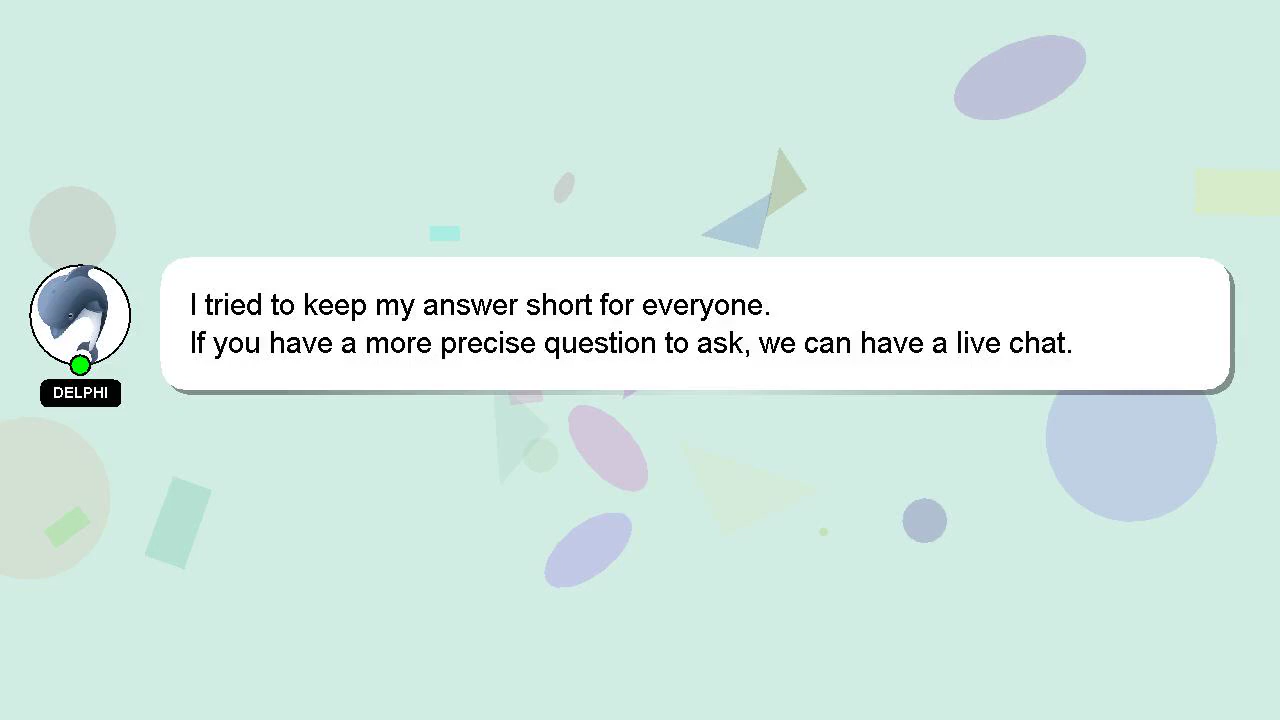 I tried to keep my answer short for everyone.
If you have a more precise question to ask, we can have a live chat.
DELPHI